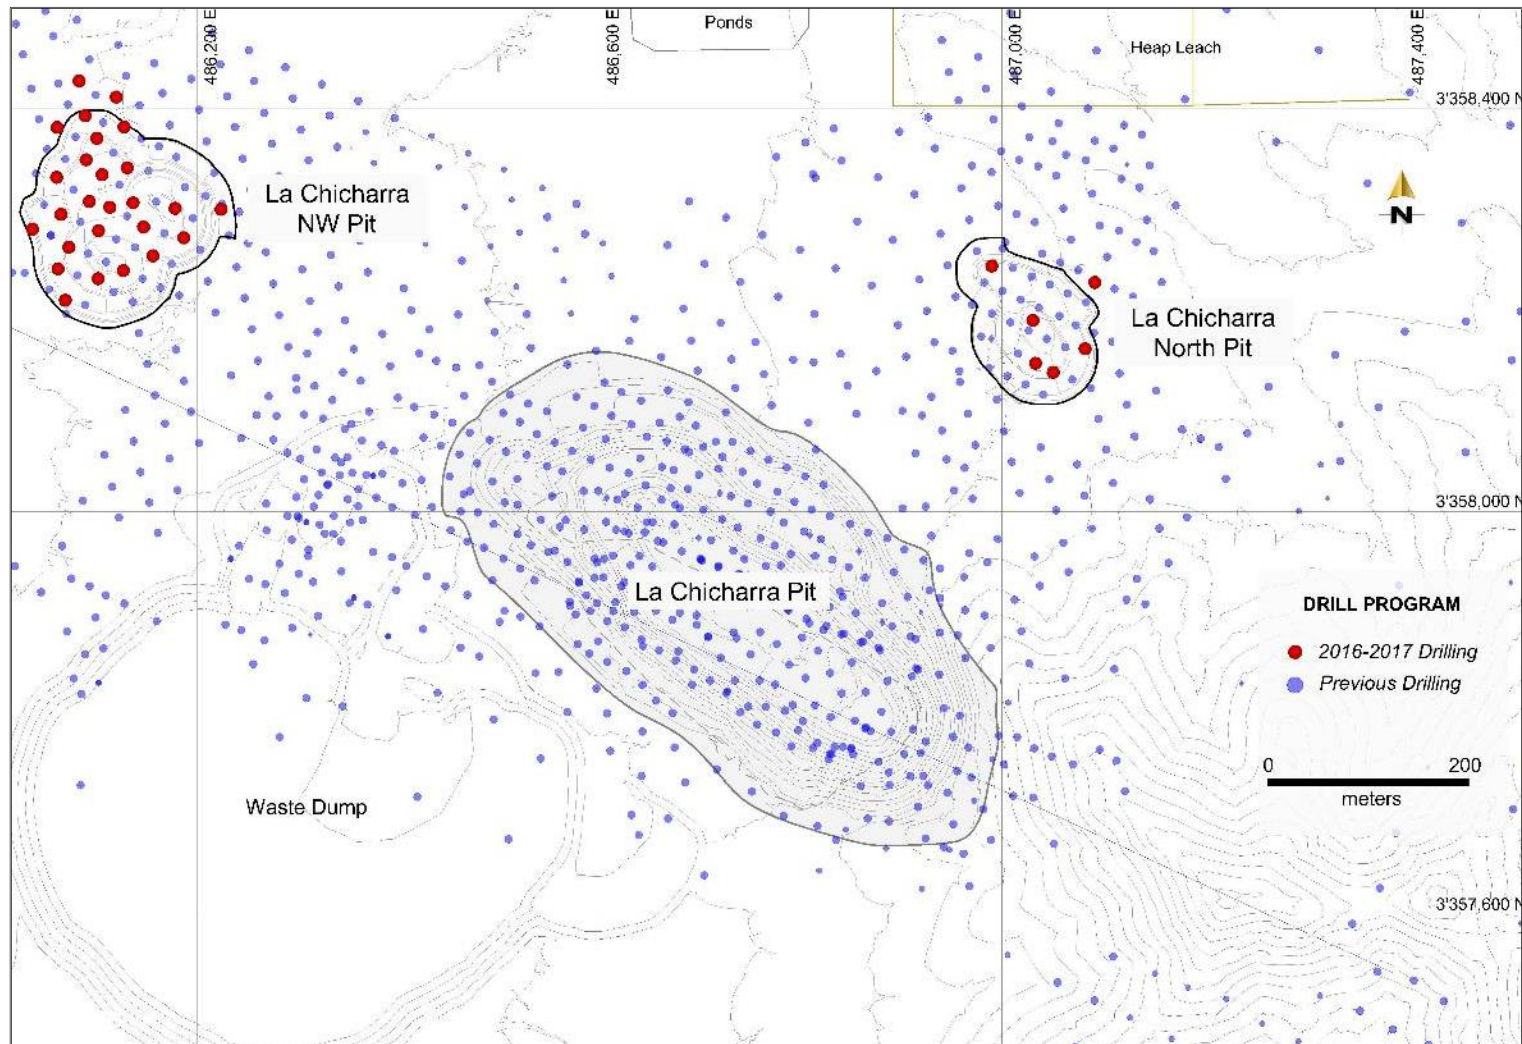 486,200 E
486,600 E
Ponds
487,000 E
Heap Leach
487,400 E
3'358,400 N
La Chicharra
NW Pit
N
La Chicharra
North Pit
3'358,000 N
La Chicharra Pit
DRILL PROGRAM
2016-2017 Drilling
Previous Drilling
0 200
meters
Waste Dump
3'357,600 N